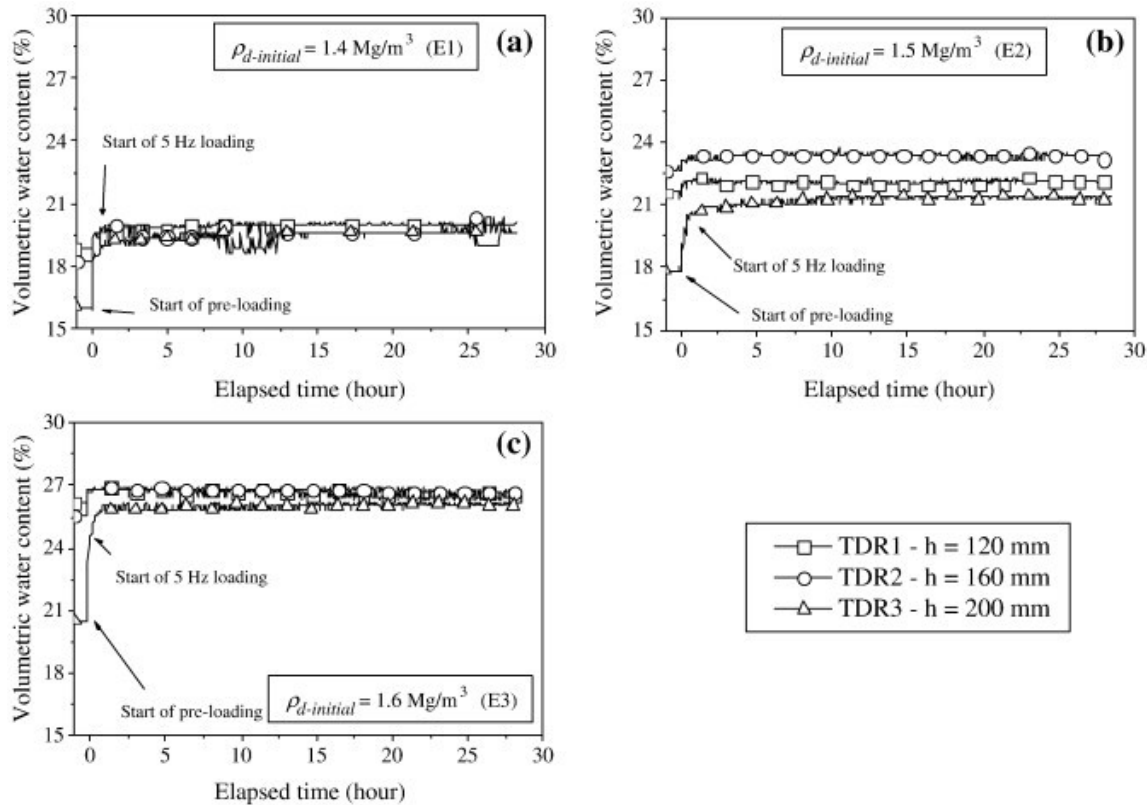 (a)
ρd-initial = 1.4 Mg/m³ (E1)
Volumetric water content (%)
30
27
24
21
18
15
Start of 5 Hz loading
Start of pre-loading
0 5 10 15 20 25 30
Elapsed time (hour)
(b)
ρd-initial = 1.5 Mg/m³ (E2)
Volumetric water content (%)
30
27
24
21
18
15
Start of 5 Hz loading
Start of pre-loading
0 5 10 15 20 25 30
Elapsed time (hour)
(c)
Volumetric water content (%)
30
27
24
21
18
15
Start of 5 Hz loading
Start of pre-loading
ρd-initial = 1.6 Mg/m³ (E3)
0 5 10 15 20 25 30
Elapsed time (hour)
TDR1 - h = 120 mm
TDR2 - h = 160 mm
TDR3 - h = 200 mm